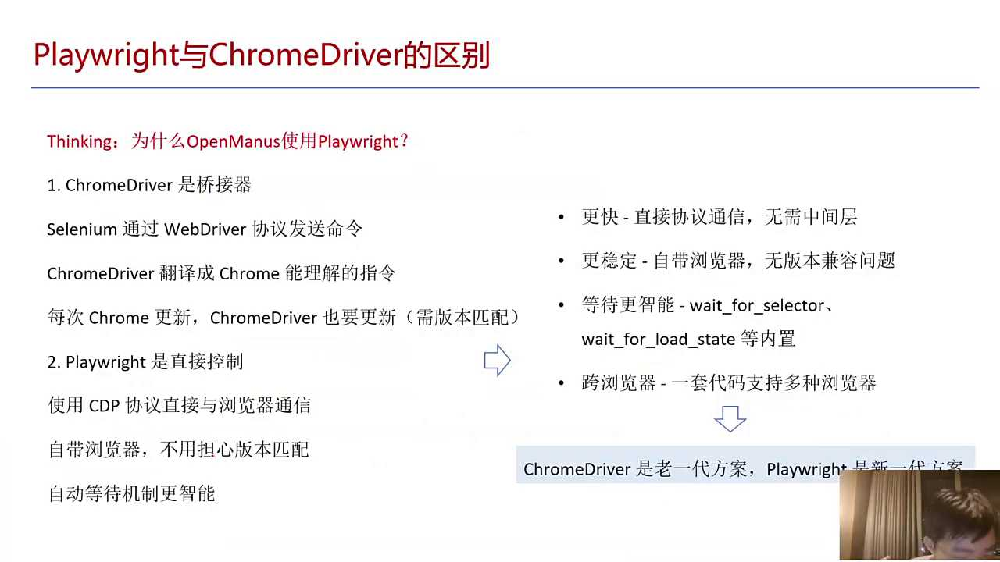 Playwright与ChromeDriver的区别
Thinking：为什么OpenManus使用Playwright？
1. ChromeDriver 是桥接器
Selenium 通过 WebDriver 协议发送命令
ChromeDriver 翻译成 Chrome 能理解的指令
每次 Chrome 更新，ChromeDriver 也要更新（需版本匹配）
2. Playwright 是直接控制
使用 CDP 协议直接与浏览器通信
自带浏览器，不用担心版本匹配
自动等待机制更智能
• 更快 - 直接协议通信，无需中间层
• 更稳定 - 自带浏览器，无版本兼容问题
• 等待更智能 - wait_for_selector、
wait_for_load_state 等内置
• 跨浏览器 - 一套代码支持多种浏览器
ChromeDriver 是老一代方案，Playwright 是新一代方案